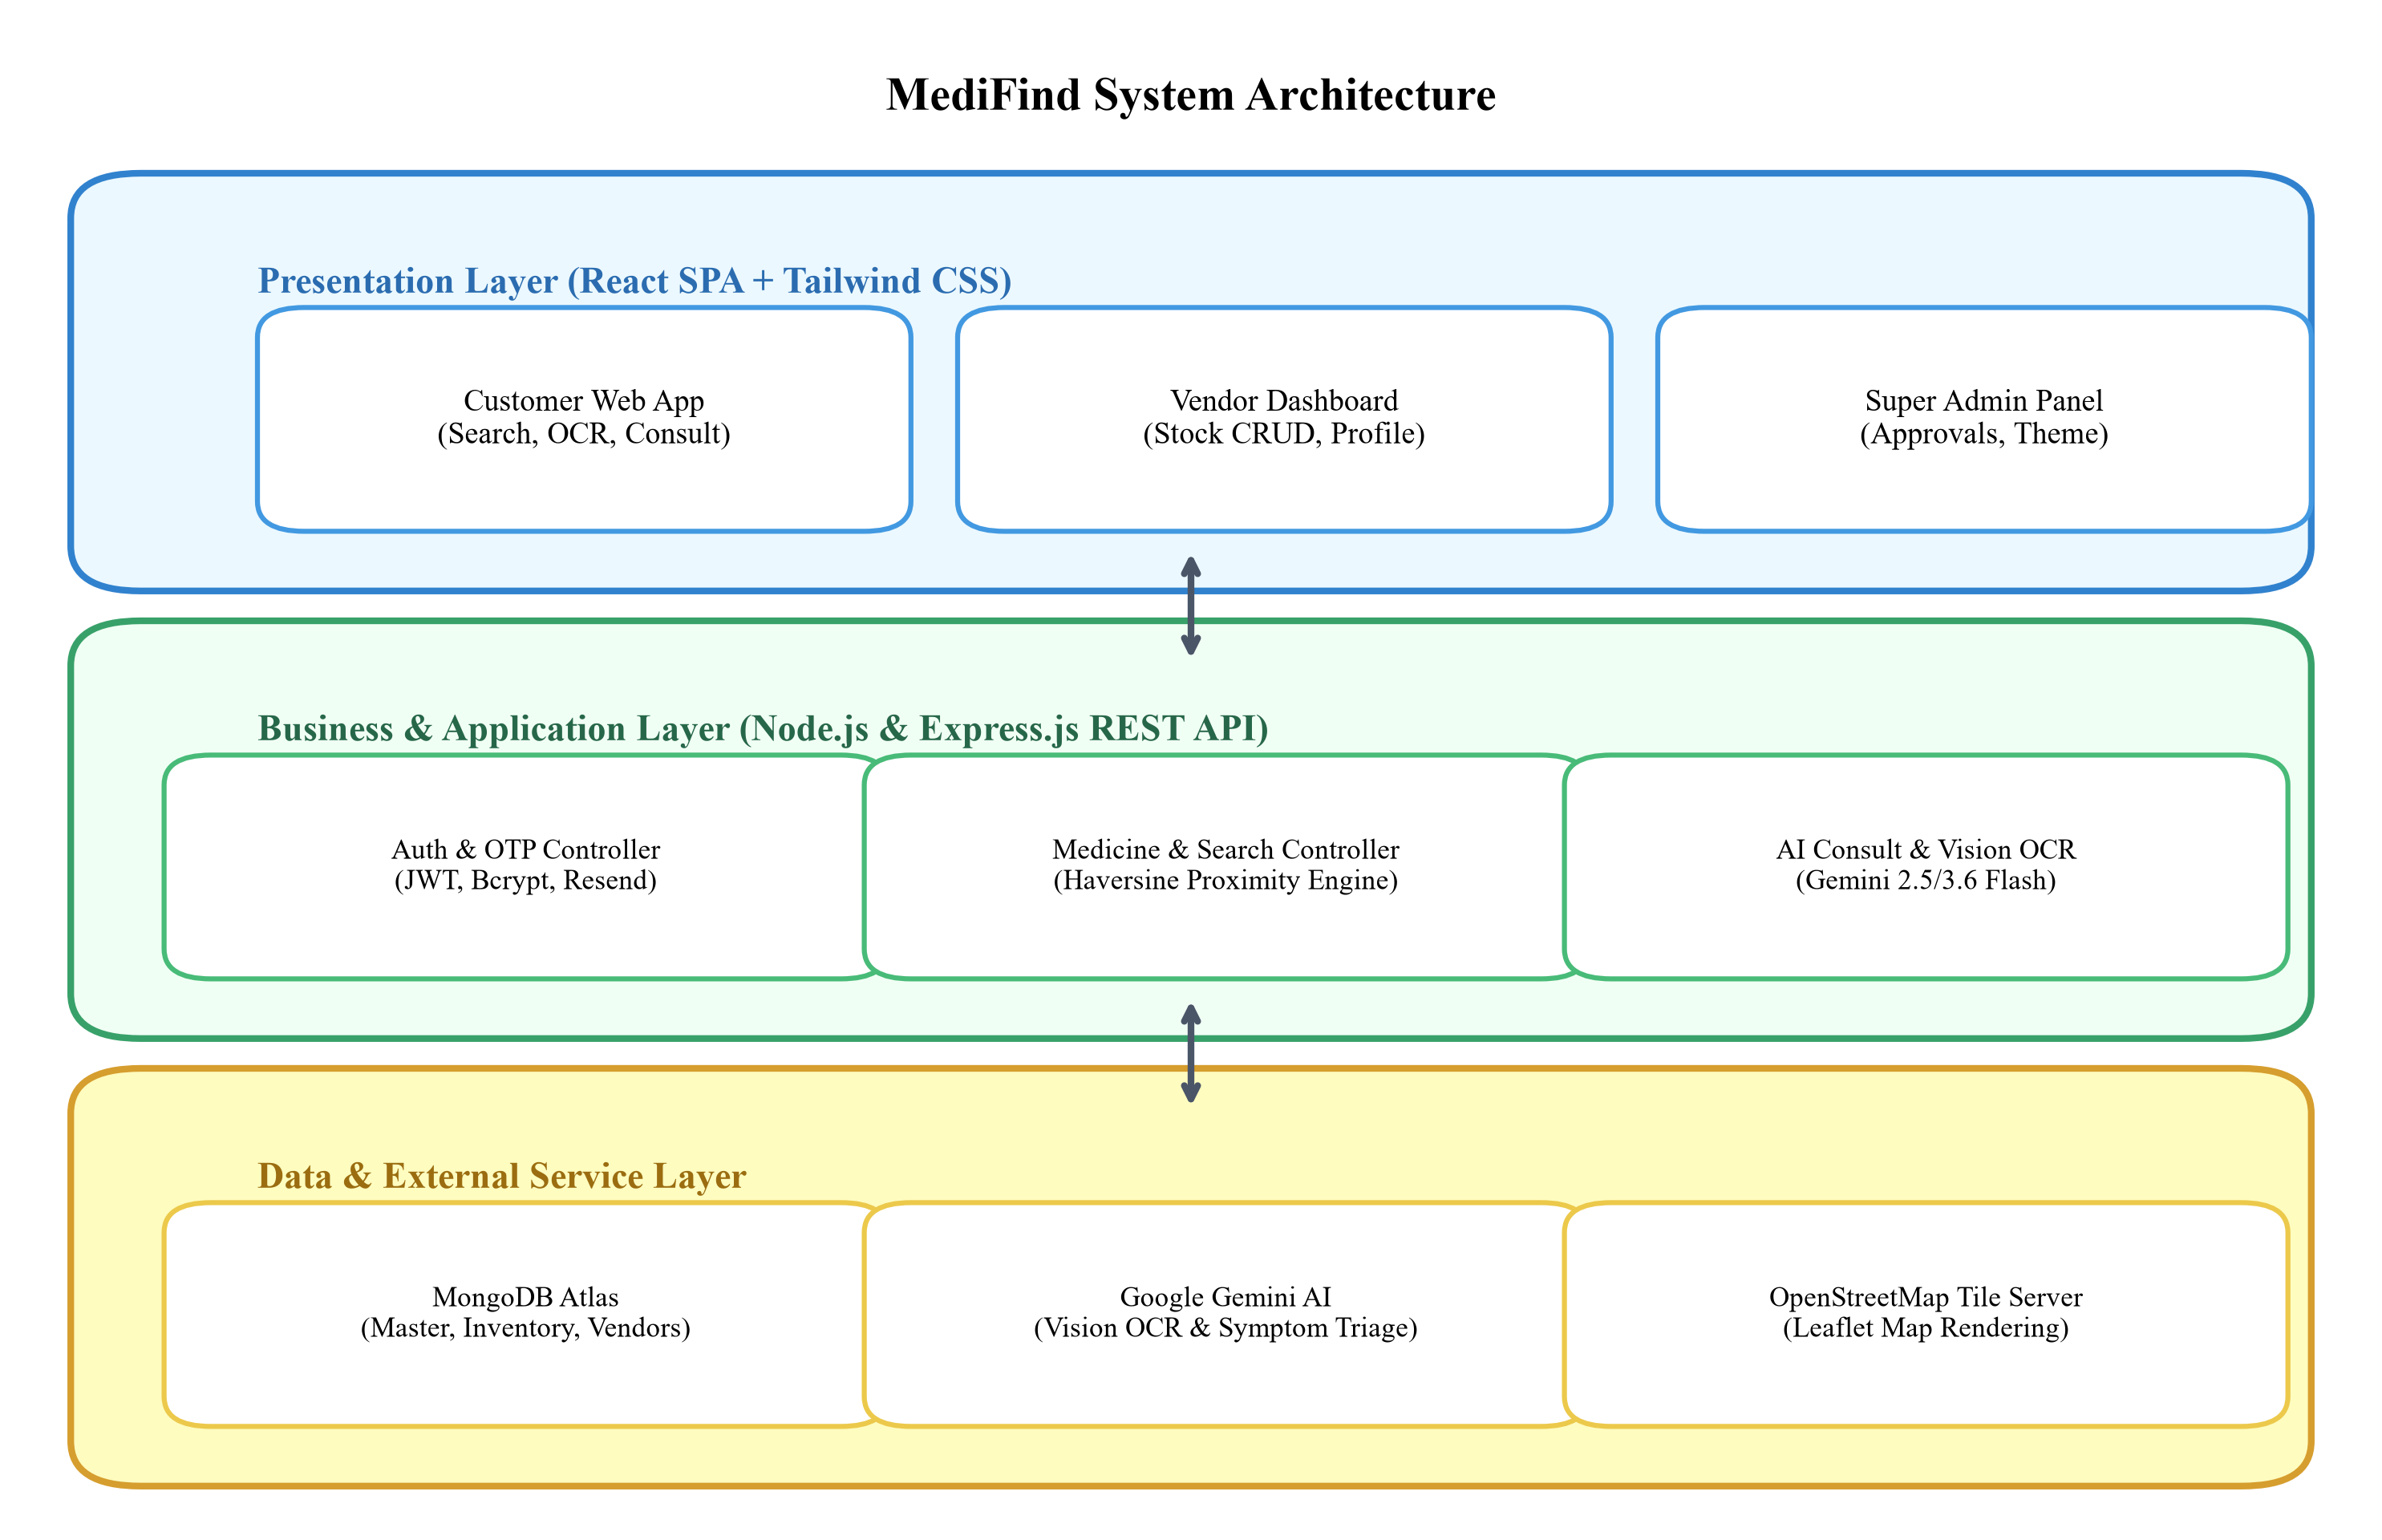 MediFind System Architecture
Presentation Layer (React SPA + Tailwind CSS)
Customer Web App
(Search, OCR, Consult)
Vendor Dashboard
(Stock CRUD, Profile)
Super Admin Panel
(Approvals, Theme)
Business & Application Layer (Node.js & Express.js REST API)
Auth & OTP Controller
(JWT, Bcrypt, Resend)
Medicine & Search Controller
(Haversine Proximity Engine)
AI Consult & Vision OCR
(Gemini 2.5/3.6 Flash)
Data & External Service Layer
MongoDB Atlas
(Master, Inventory, Vendors)
Google Gemini AI
(Vision OCR & Symptom Triage)
OpenStreetMap Tile Server
(Leaflet Map Rendering)